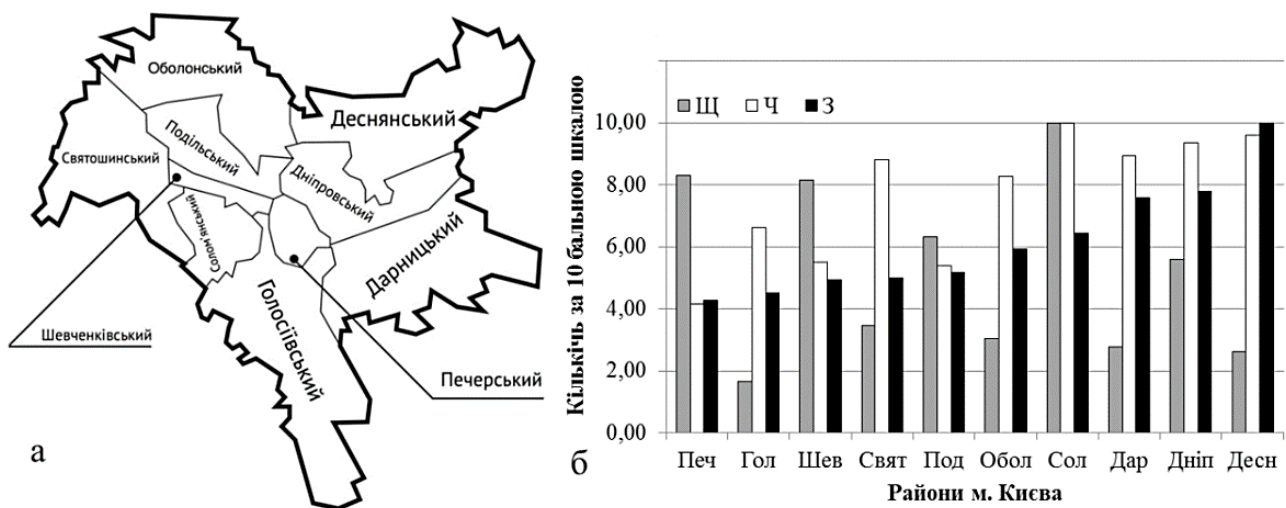 Оболонський
Деснянський
Подільський
Святошинський
Дніпровський
Солом'янський
Дарницький
Голосіївський
Шевченківський
Печерський
а
Кількічь за 10 бальною шкалою
Щ Ч З
10,00
8,00
6,00
4,00
2,00
0,00
Печ Гол Шев Свят Под Обол Сол Дар Дніп Десн
Райони м. Києва
б